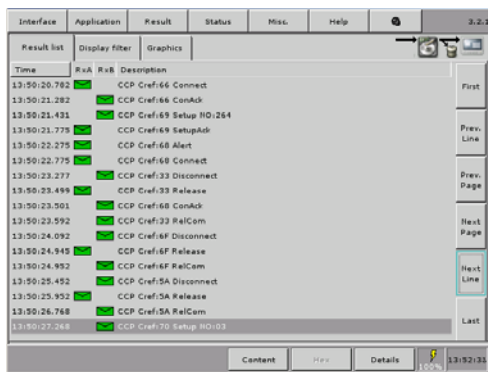 Interface Application Result Status Misc. Help 3.2.1
Result list Display filter Graphics
Time RxA RxB Description
13:50:20.782 CCP Cref:66 Connect
13:50:21.282 CCP Cref:66 ConAck
13:50:21.431 CCP Cref:69 Setup NO:264
13:50:21.775 CCP Cref:69 SetupAck
13:50:22.275 CCP Cref:68 Alert
13:50:22.775 CCP Cref:68 Connect
13:50:23.277 CCP Cref:33 Disconnect
13:50:23.499 CCP Cref:33 Release
13:50:23.501 CCP Cref:68 ConAck
13:50:23.592 CCP Cref:33 RelCom
13:50:24.092 CCP Cref:6F Disconnect
13:50:24.945 CCP Cref:6F Release
13:50:24.952 CCP Cref:6F RelCom
13:50:25.452 CCP Cref:5A Disconnect
13:50:25.952 CCP Cref:5A Release
13:50:26.768 CCP Cref:5A RelCom
13:50:27.268 CCP Cref:70 Setup NO:03
First
Prev.
Line
Prev.
Page
Next
Page
Next
Line
Last
Content Hex Details 100% 13:52:31